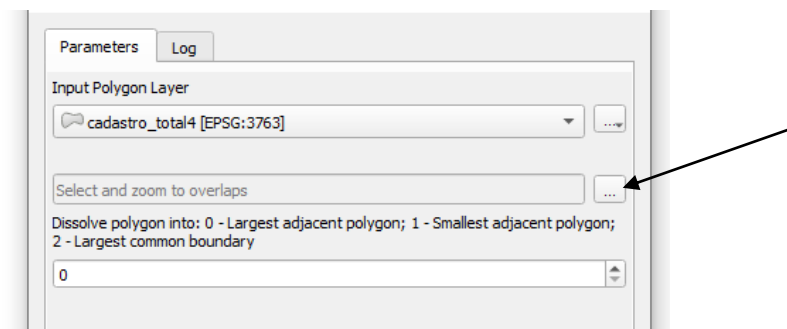 Parameters Log
Input Polygon Layer
cadastro_total4 [EPSG:3763] ...
Select and zoom to overlaps ...
Dissolve polygon into: 0 - Largest adjacent polygon; 1 - Smallest adjacent polygon;
2 - Largest common boundary
0